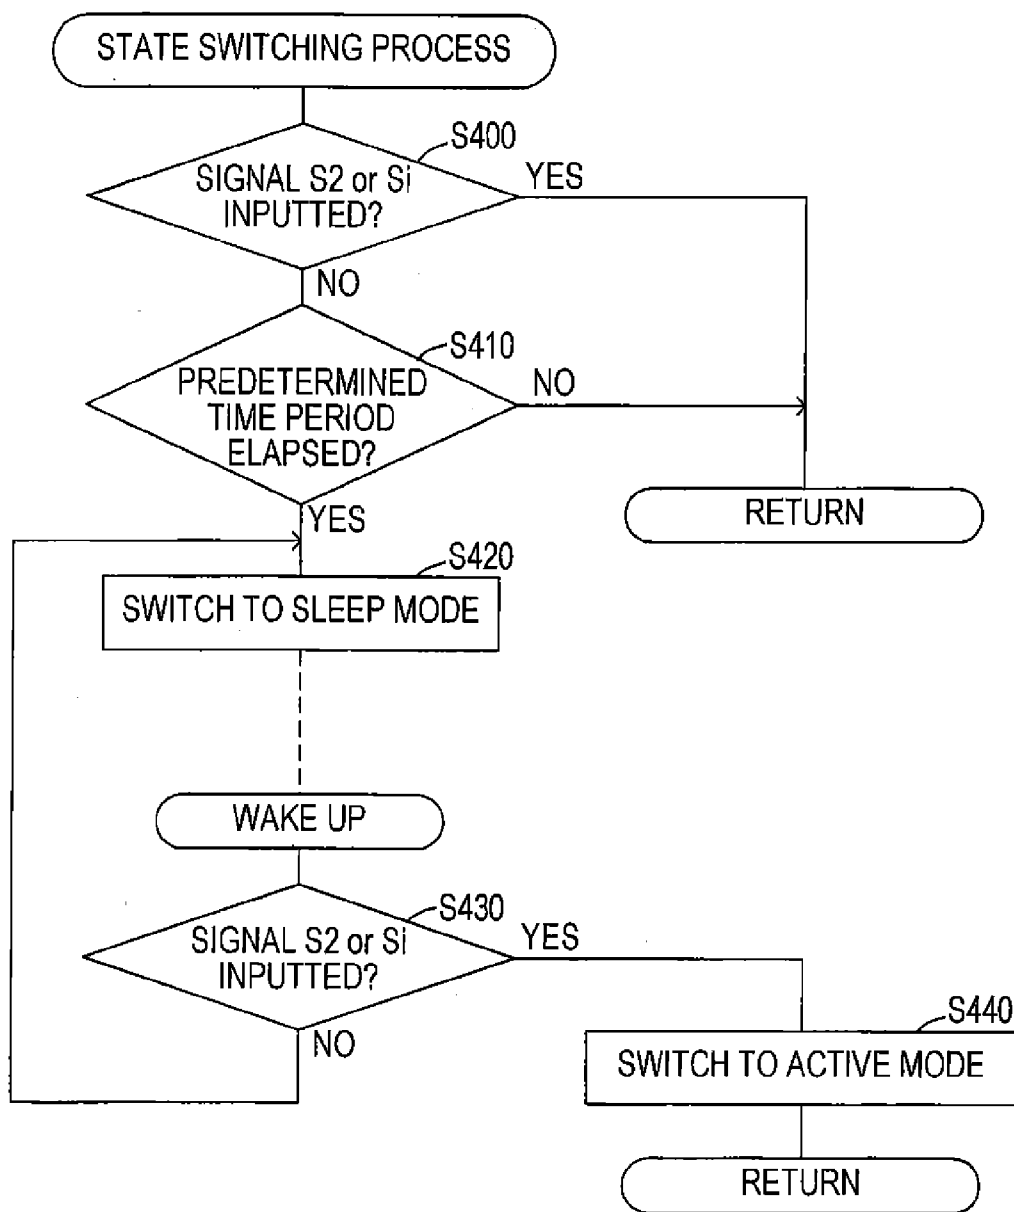 STATE SWITCHING PROCESS
S400
SIGNAL S2 or Si
INPUTTED?
YES
NO
S410
PREDETERMINED
TIME PERIOD
ELAPSED?
NO
YES
RETURN
S420
SWITCH TO SLEEP MODE
WAKE UP
S430
SIGNAL S2 or Si
INPUTTED?
YES
NO
S440
SWITCH TO ACTIVE MODE
RETURN